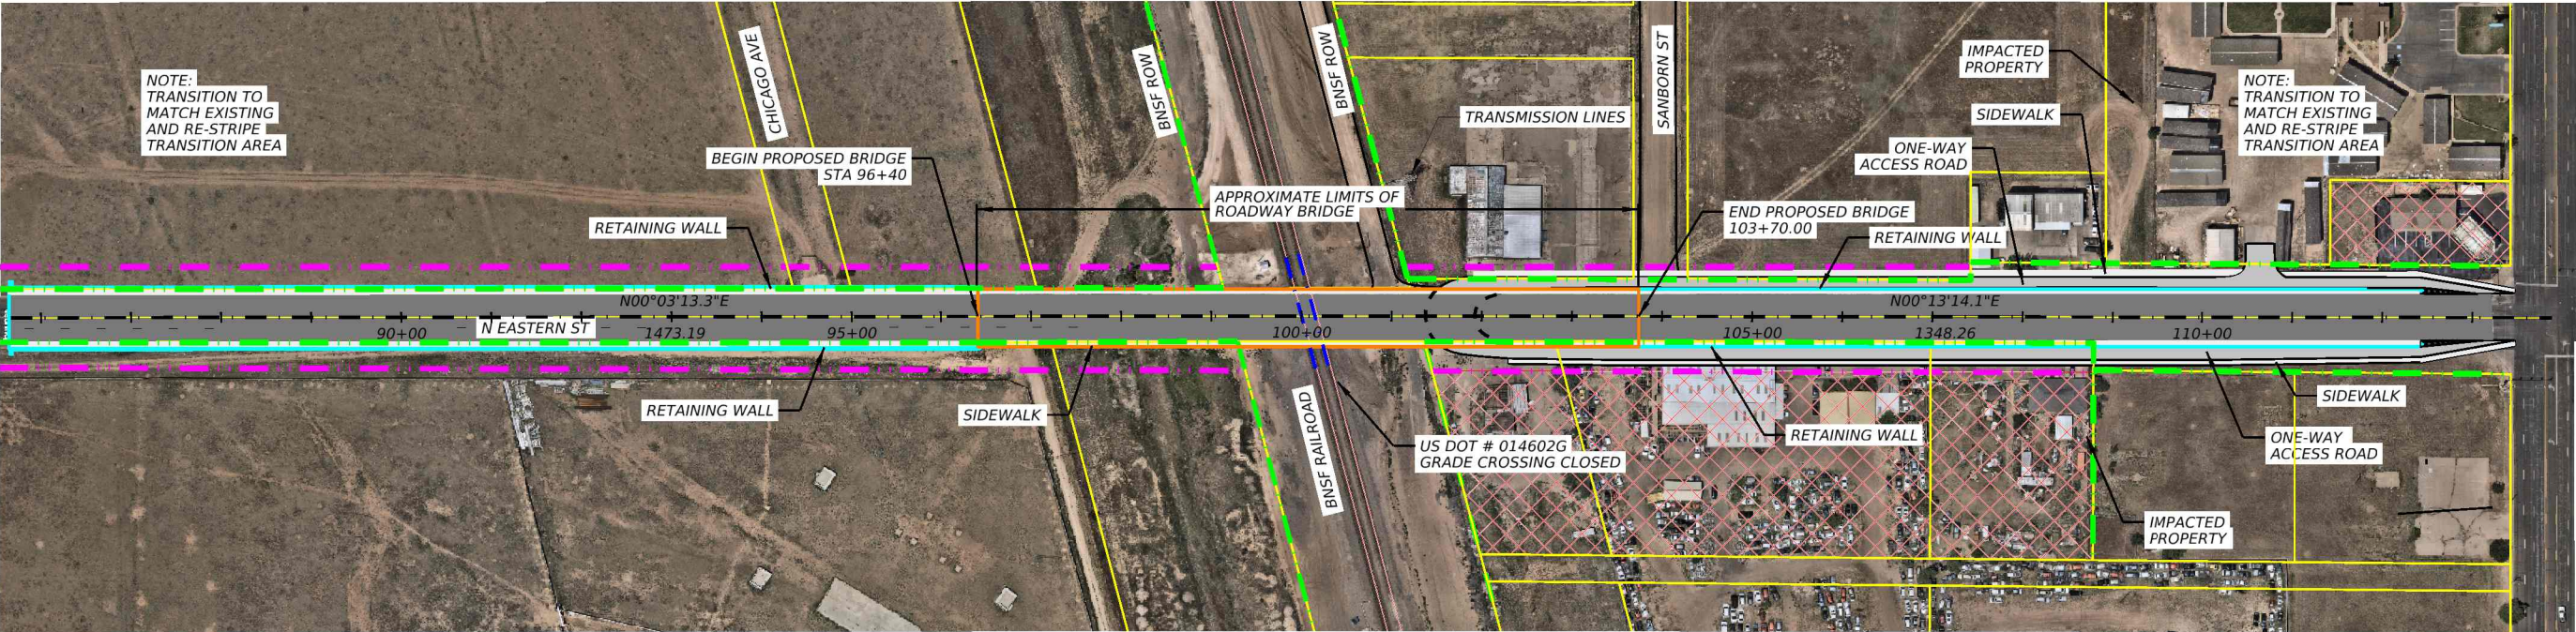 NOTE:
TRANSITION TO
MATCH EXISTING
AND RE-STRIPE
TRANSITION AREA
CHICAGO AVE
BNSF ROW
BNSF ROW
SANBORN ST
IMPACTED
PROPERTY
NOTE:
TRANSITION TO
MATCH EXISTING
AND RE-STRIPE
TRANSITION AREA
TRANSMISSION LINES
SIDEWALK
ONE-WAY
ACCESS ROAD
BEGIN PROPOSED BRIDGE
STA 96+40
APPROXIMATE LIMITS OF
ROADWAY BRIDGE
END PROPOSED BRIDGE
103+70.00
RETAINING WALL
RETAINING WALL
N00°03'13.3"E
N00°13'14.1"E
90+00
N EASTERN ST
1473.19
95+00
100+00
105+00
1348.26
110+00
RETAINING WALL
SIDEWALK
BNSF RAILROAD
US DOT # 014602G
GRADE CROSSING CLOSED
RETAINING WALL
SIDEWALK
ONE-WAY
ACCESS ROAD
IMPACTED
PROPERTY